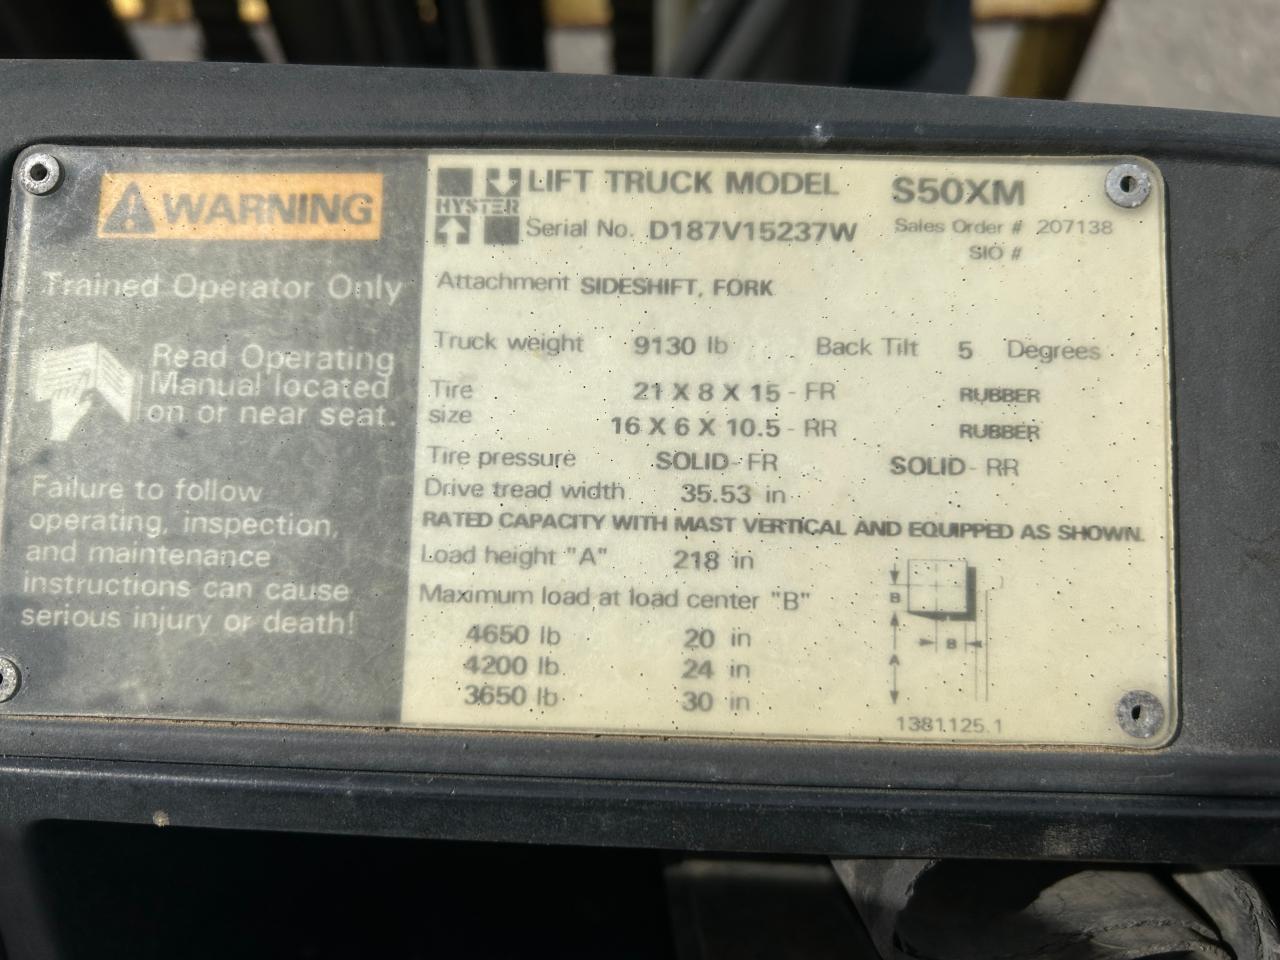 WARNING
Trained Operator Only
Read Operating
Manual located
on or near seat.
Failure to follow
operating, inspection,
and maintenance
instructions can cause
serious injury or death!
HYSTER
LIFT TRUCK MODEL S50XM
Serial No. D187V15237W Sales Order # 207138
SIO #
Attachment SIDESHIFT, FORK
Truck weight 9130 lb Back Tilt 5 Degrees
Tire 21 X 8 X 15 - FR RUBBER
size 16 X 6 X 10.5 - RR RUBBER
Tire pressure SOLID - FR SOLID - RR
Drive tread width 35.53 in
RATED CAPACITY WITH MAST VERTICAL AND EQUIPPED AS SHOWN.
Load height "A" 218 in
Maximum load at load center "B"
4650 lb 20 in
4200 lb 24 in
3650 lb 30 in
B
B
A
1381125.1